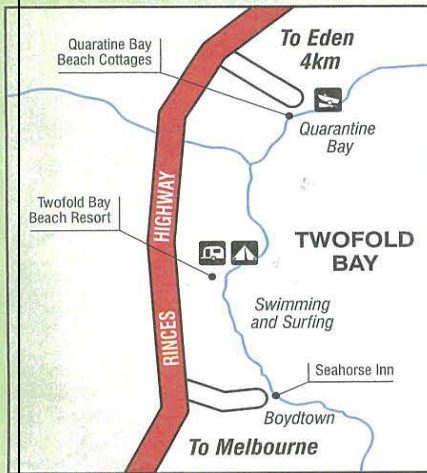 Quaratine Bay
Beach Cottages
To Eden
4km
Quarantine
Bay
Twofold Bay
Beach Resort
HIGHWAY
TWOFOLD
BAY
RINCES
Swimming
and Surfing
Seahorse Inn
Boydtown
To Melbourne